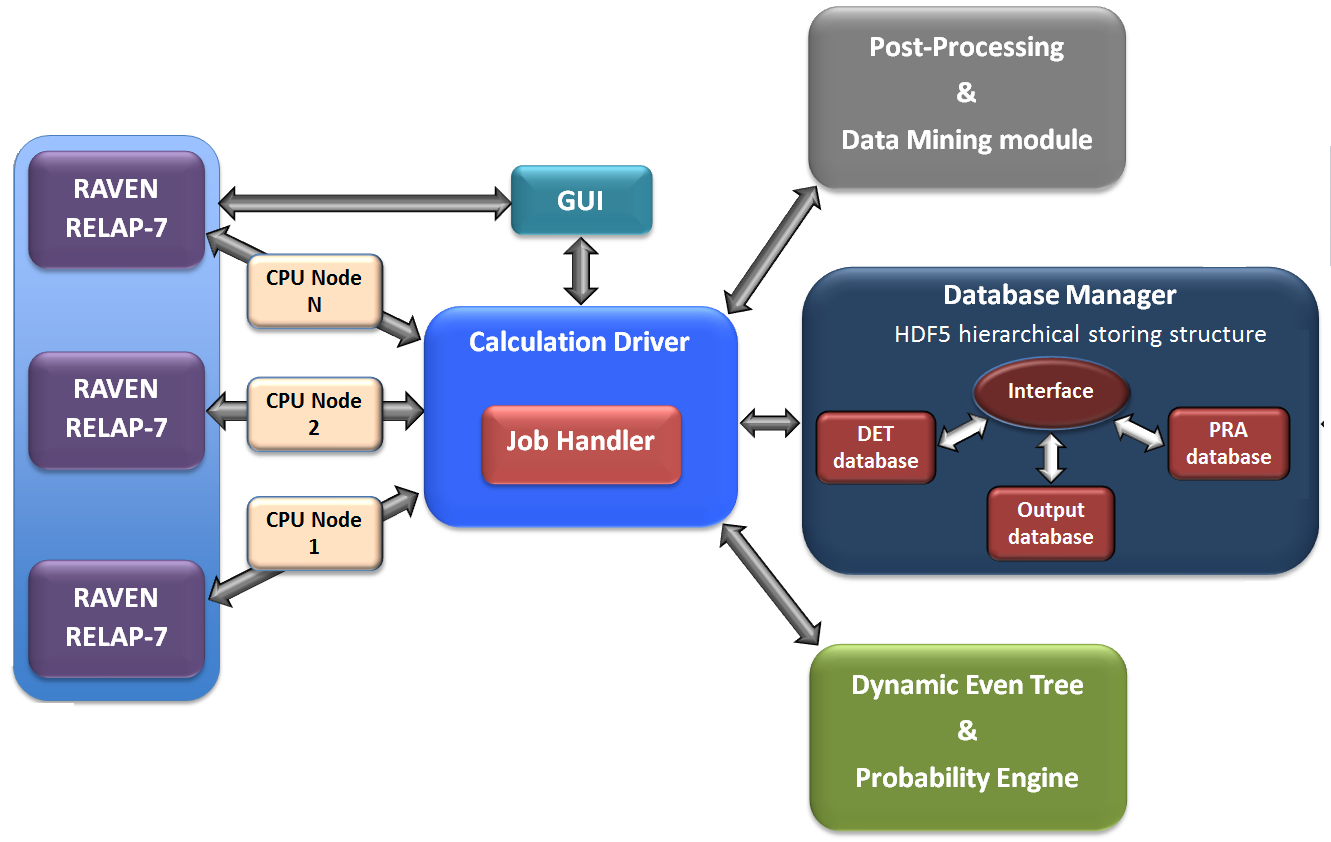 Post-Processing
&
Data Mining module
RAVEN
RELAP-7
GUI
CPU Node
N
Database Manager
HDF5 hierarchical storing structure
Calculation Driver
Interface
RAVEN
RELAP-7
CPU Node
2
Job Handler
DET
database
PRA
database
Output
database
CPU Node
1
RAVEN
RELAP-7
Dynamic Even Tree
&
Probability Engine